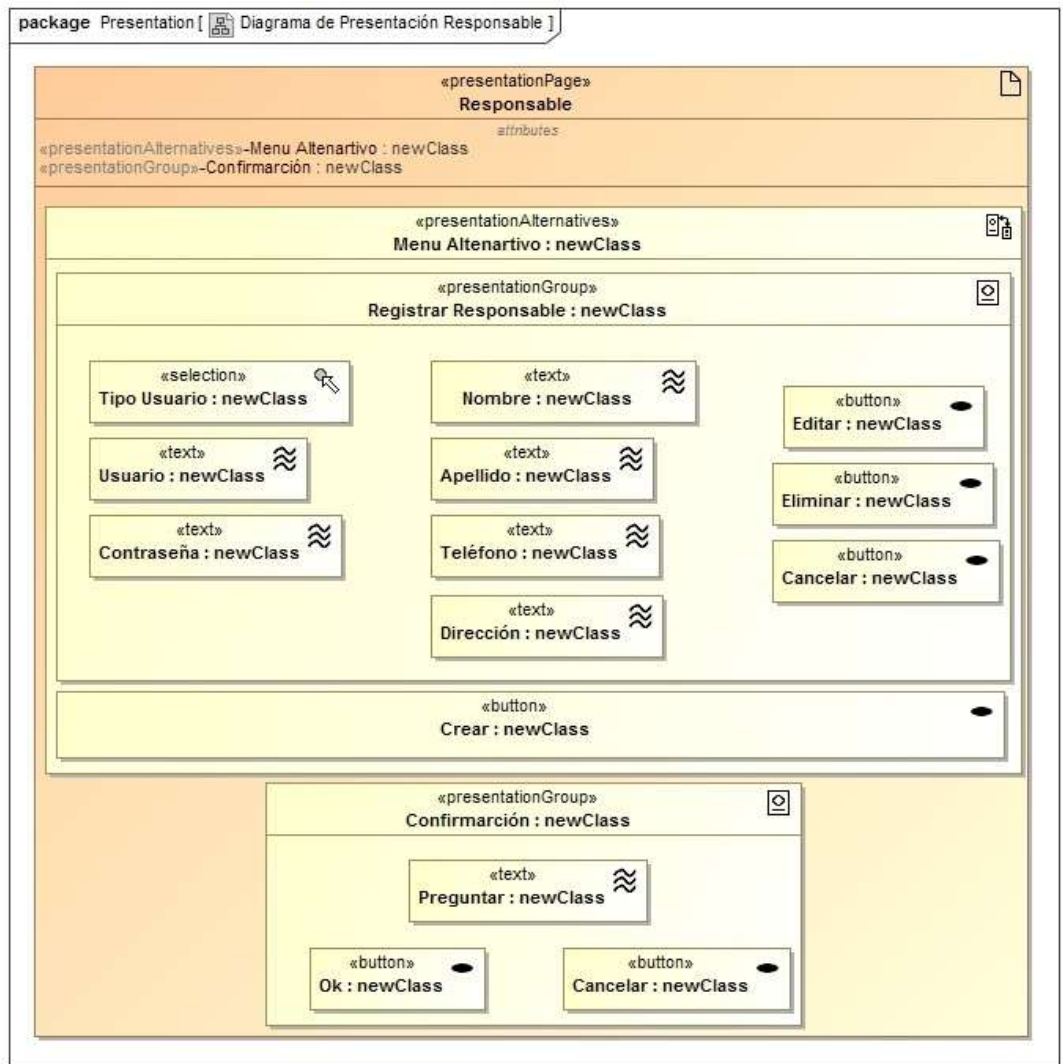 package Presentation [ Diagrama de Presentación Responsable ]
«presentationPage»
Responsable
attributes
«presentationAlternatives»-Menu Altenartivo : newClass
«presentationGroup»-Confirmarción : newClass
«presentationAlternatives»
Menu Altenartivo : newClass
«presentationGroup»
Registrar Responsable : newClass
«selection»
Tipo Usuario : newClass
«text»
Usuario : newClass
«text»
Contraseña : newClass
«text»
Nombre : newClass
«text»
Apellido : newClass
«text»
Teléfono : newClass
«text»
Dirección : newClass
«button»
Editar : newClass
«button»
Eliminar : newClass
«button»
Cancelar : newClass
«button»
Crear : newClass
«presentationGroup»
Confirmarción : newClass
«text»
Preguntar : newClass
«button»
Ok : newClass
«button»
Cancelar : newClass